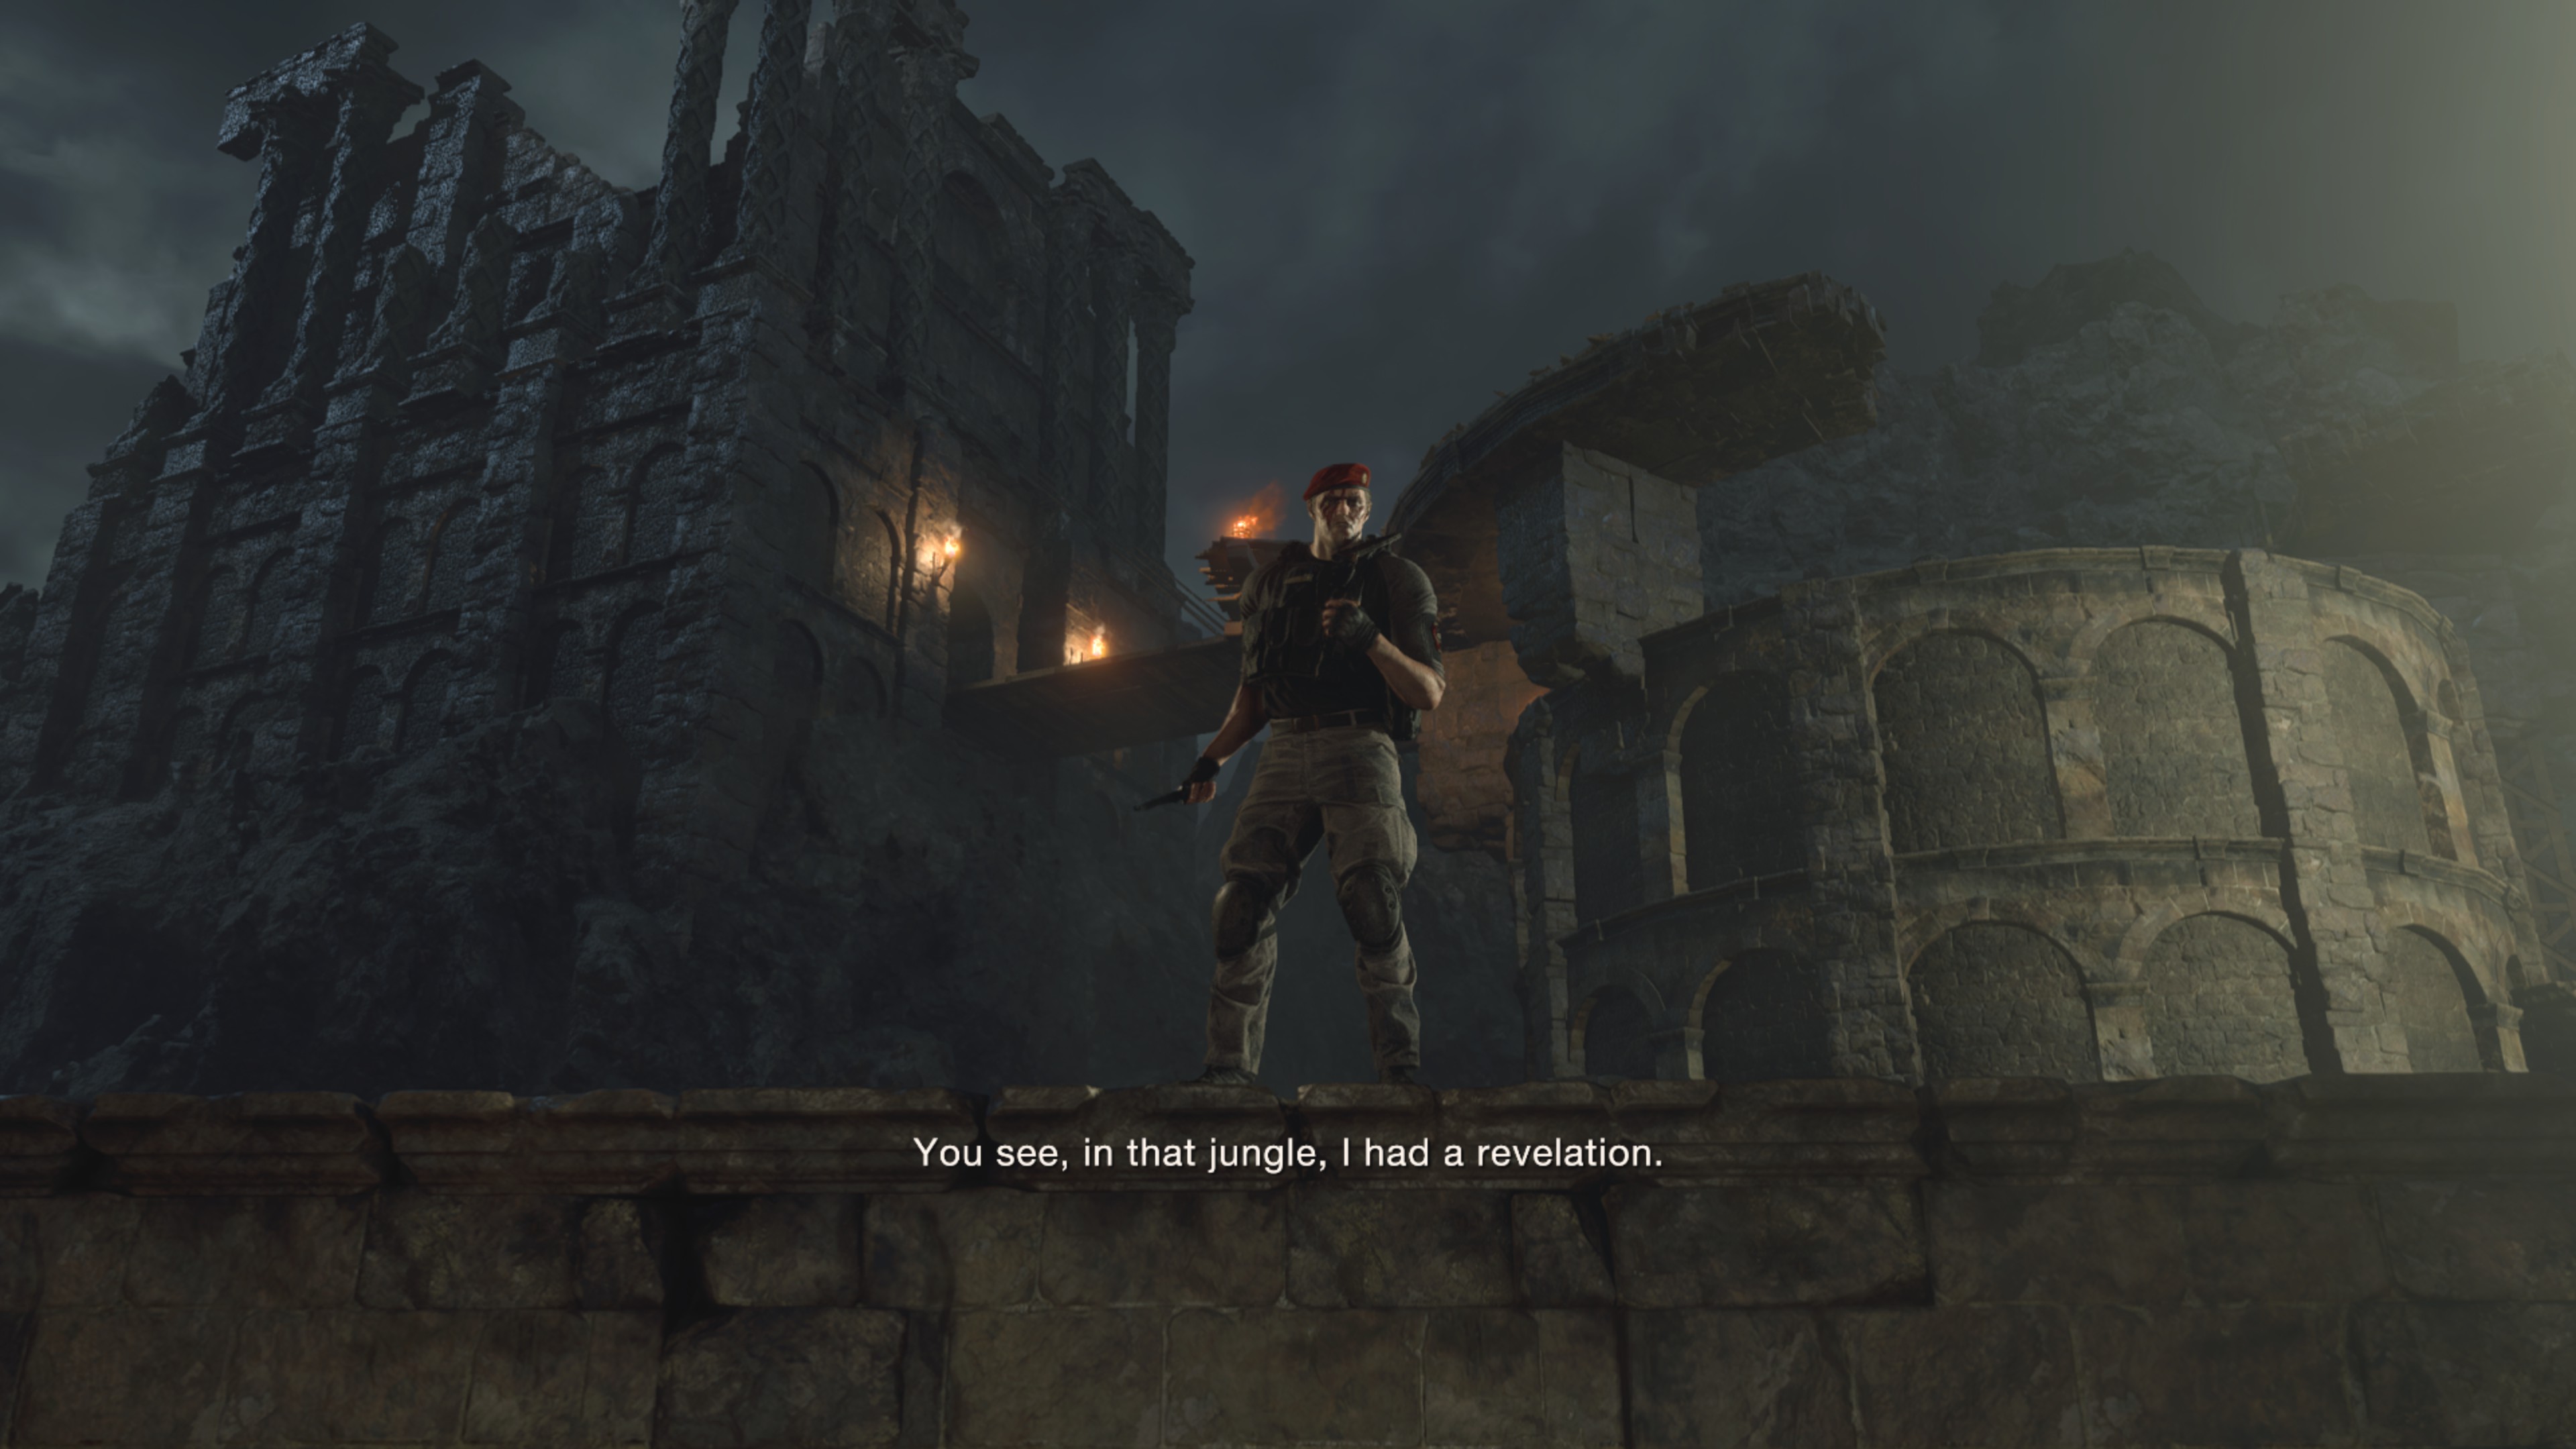 You see, in that jungle, I had a revelation.